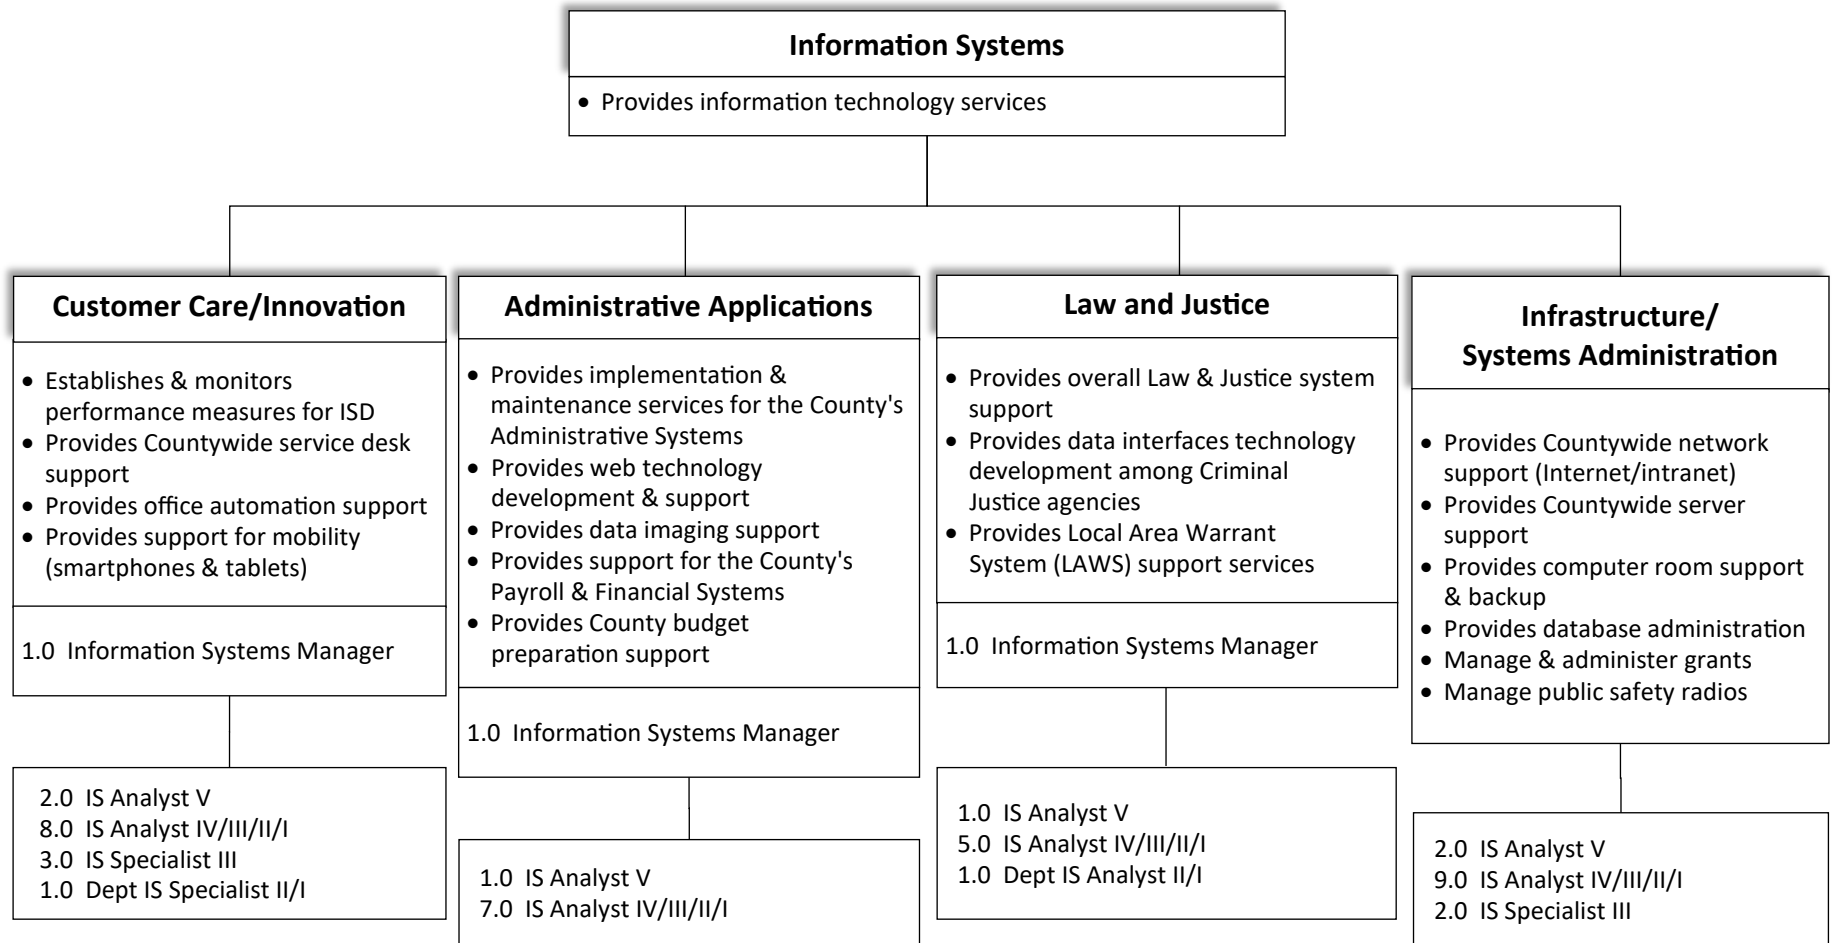 Information Systems
• Provides information technology services
Customer Care/Innovation
• Establishes & monitors
performance measures for ISD
• Provides Countywide service desk
support
• Provides office automation support
• Provides support for mobility
(smartphones & tablets)
1.0 Information Systems Manager
2.0 IS Analyst V
8.0 IS Analyst IV/III/II/I
3.0 IS Specialist III
1.0 Dept IS Specialist II/I
Administrative Applications
• Provides implementation &
maintenance services for the County's
Administrative Systems
• Provides web technology
development & support
• Provides data imaging support
• Provides support for the County's
Payroll & Financial Systems
• Provides County budget
preparation support
1.0 Information Systems Manager
1.0 IS Analyst V
7.0 IS Analyst IV/III/II/I
Law and Justice
• Provides overall Law & Justice system
support
• Provides data interfaces technology
development among Criminal
Justice agencies
• Provides Local Area Warrant
System (LAWS) support services
1.0 Information Systems Manager
1.0 IS Analyst V
5.0 IS Analyst IV/III/II/I
1.0 Dept IS Analyst II/I
Infrastructure/
Systems Administration
• Provides Countywide network
support (Internet/intranet)
• Provides Countywide server
support
• Provides computer room support
& backup
• Provides database administration
• Manage & administer grants
• Manage public safety radios
2.0 IS Analyst V
9.0 IS Analyst IV/III/II/I
2.0 IS Specialist III